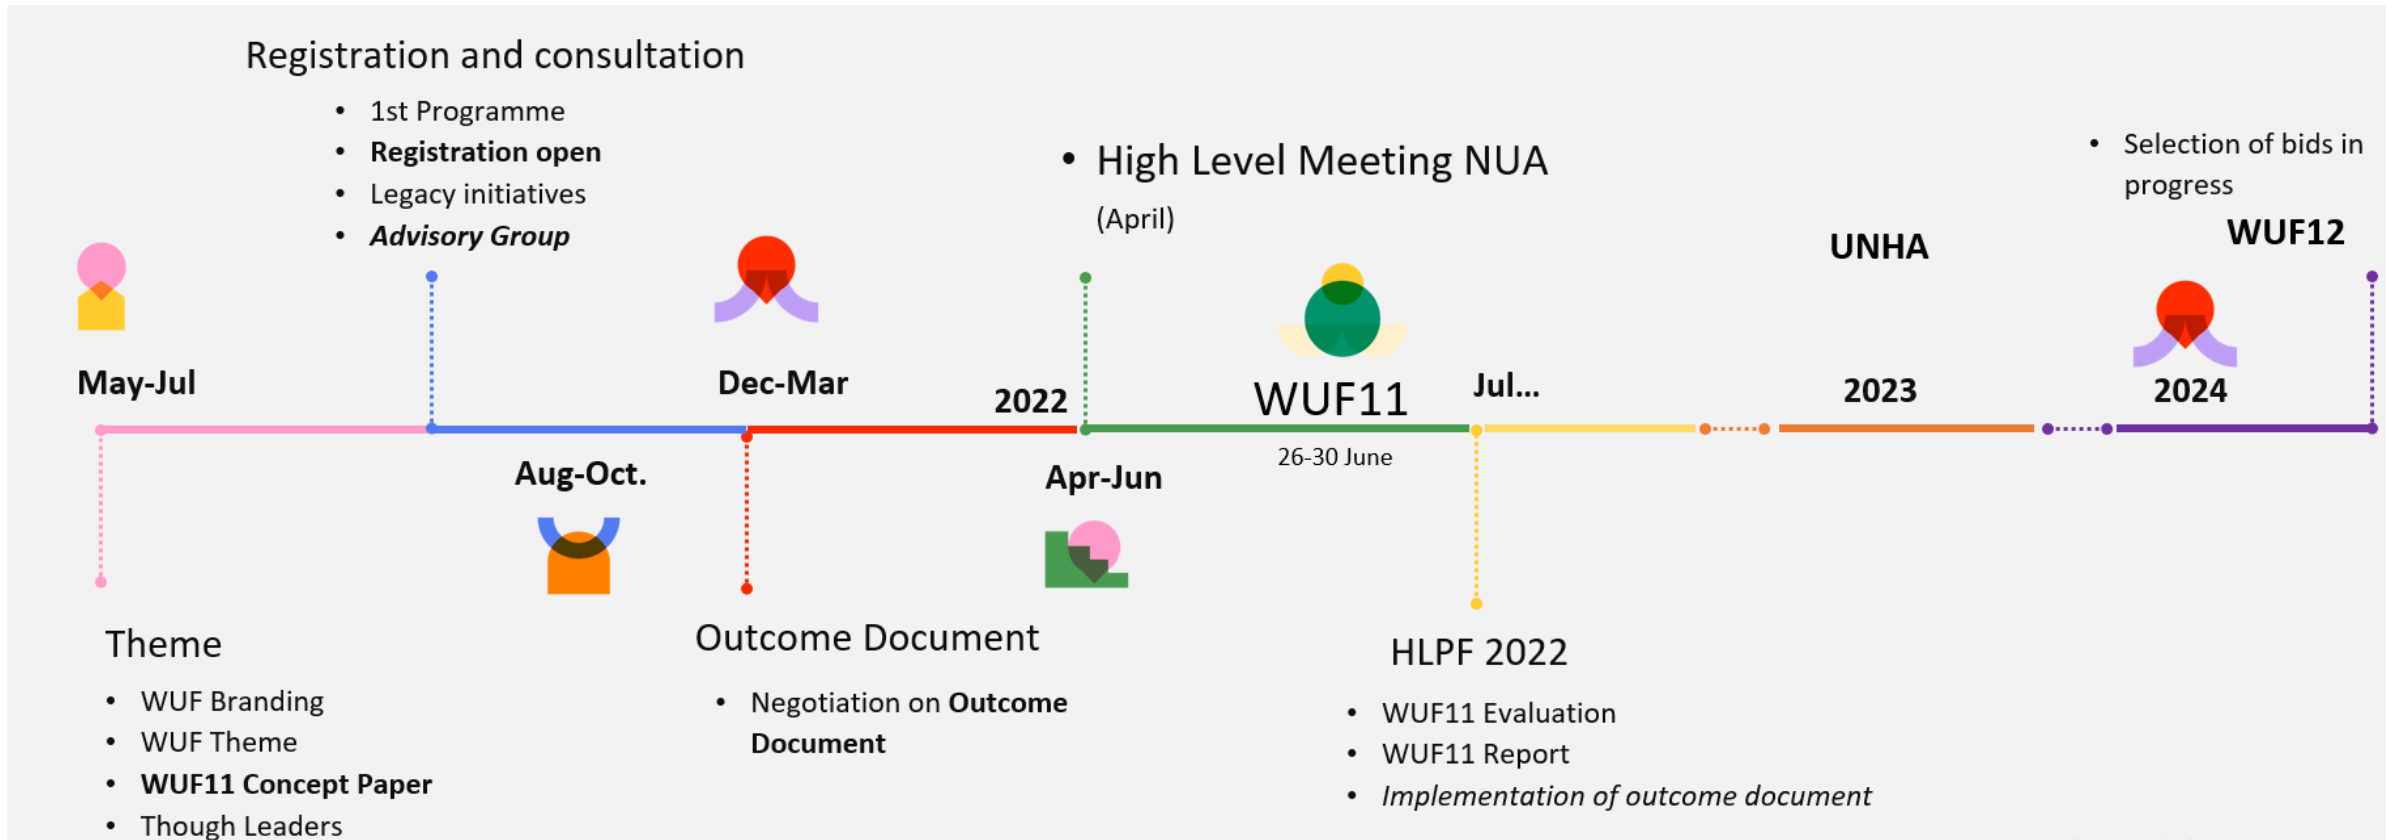 Registration and consultation
• 1st Programme
• Registration open
• Legacy initiatives
• Advisory Group
• High Level Meeting NUA
(April)
• Selection of bids in
progress
UNHA
WUF12
May-Jul
Dec-Mar
2022
WUF11
Jul...
2023
2024
26-30 June
Aug-Oct.
Apr-Jun
Theme
• WUF Branding
• WUF Theme
• WUF11 Concept Paper
• Though Leaders
Outcome Document
• Negotiation on Outcome
Document
HLPF 2022
• WUF11 Evaluation
• WUF11 Report
• Implementation of outcome document